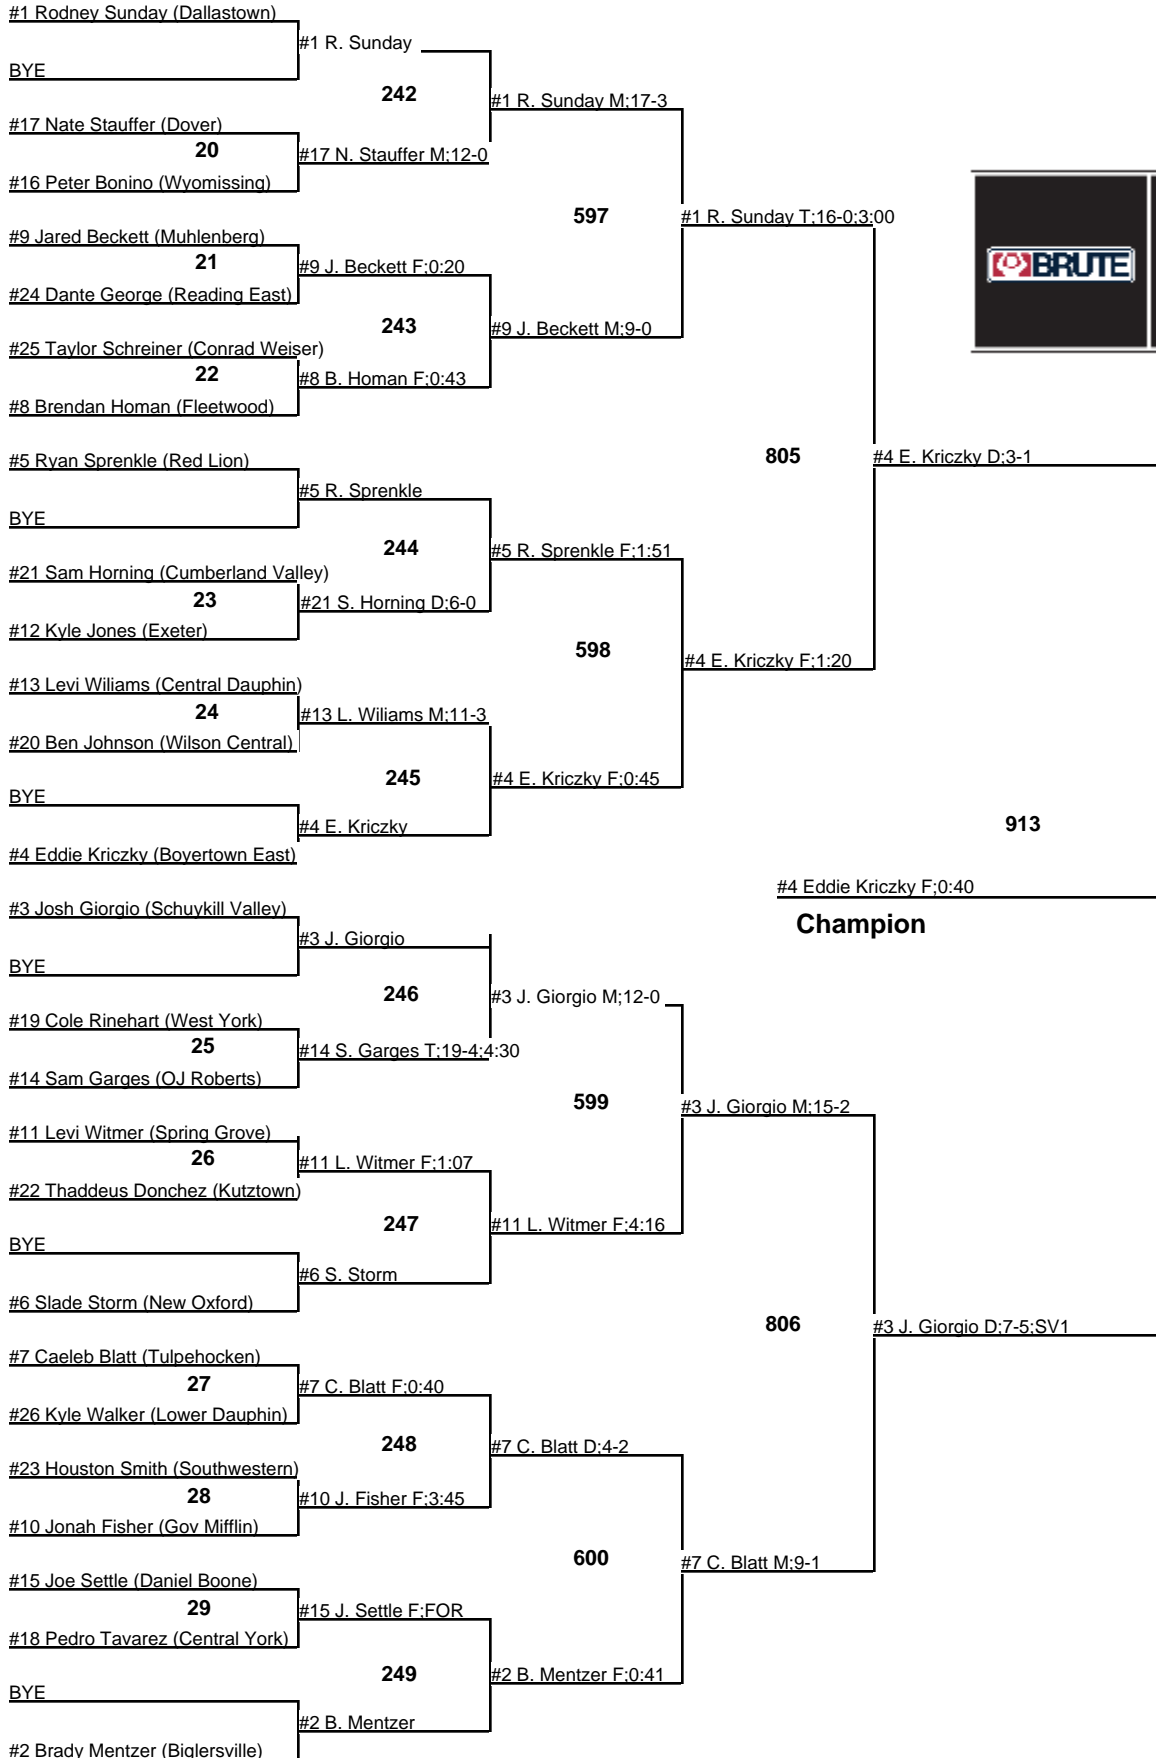 #1 Rodney Sunday (Dallastown)
#1 R. Sunday
BYE
242
#1 R. Sunday M;17-3
#17 Nate Stauffer (Dover)
20
#17 N. Stauffer M;12-0
#16 Peter Bonino (Wyomissing)
597
#1 R. Sunday T;16-0;3:00
#9 Jared Beckett (Muhlenberg)
21
#9 J. Beckett F;0:20
BRUTE
#24 Dante George (Reading East)
243
#9 J. Beckett M;9-0
#25 Taylor Schreiner (Conrad Weiser)
22
#8 B. Homan F;0:43
#8 Brendan Homan (Fleetwood)
805
#4 E. Kriczky D;3-1
#5 Ryan Sprenkle (Red Lion)
#5 R. Sprenkle
BYE
244
#5 R. Sprenkle F;1:51
#21 Sam Horning (Cumberland Valley)
23
#21 S. Horning D;6-0
#12 Kyle Jones (Exeter)
598
#4 E. Kriczky F;1:20
#13 Levi Wiliams (Central Dauphin)
24
#13 L. Wiliams M;11-3
#20 Ben Johnson (Wilson Central)
245
#4 E. Kriczky F;0:45
BYE
#4 E. Kriczky
913
#4 Eddie Kriczky (Boyertown East)
#4 Eddie Kriczky F;0:40
Champion
#3 Josh Giorgio (Schuykill Valley)
#3 J. Giorgio
BYE
246
#3 J. Giorgio M;12-0
#19 Cole Rinehart (West York)
25
#14 S. Garges T;19-4;4:30
#14 Sam Garges (OJ Roberts)
599
#3 J. Giorgio M;15-2
#11 Levi Witmer (Spring Grove)
26
#11 L. Witmer F;1:07
#22 Thaddeus Donchez (Kutztown)
247
#11 L. Witmer F;4:16
BYE
#6 S. Storm
#6 Slade Storm (New Oxford)
806
#3 J. Giorgio D;7-5;SV1
#7 Caeleb Blatt (Tulpehocken)
27
#7 C. Blatt F;0:40
#26 Kyle Walker (Lower Dauphin)
248
#7 C. Blatt D;4-2
#23 Houston Smith (Southwestern)
28
#10 J. Fisher F;3:45
#10 Jonah Fisher (Gov Mifflin)
600
#7 C. Blatt M;9-1
#15 Joe Settle (Daniel Boone)
29
#15 J. Settle F;FOR
#18 Pedro Tavarez (Central York)
249
#2 B. Mentzer F;0:41
BYE
#2 B. Mentzer
#2 Brady Mentzer (Biglersville)